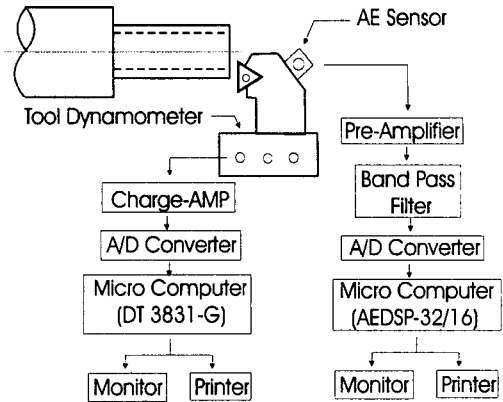 AE Sensor
Tool Dynamometer
Pre-Amplifier
Charge-AMP
Band Pass
Filter
A/D Converter
A/D Converter
Micro Computer
(DT 3831-G)
Micro Computer
(AEDSP-32/16)
Monitor
Printer
Monitor
Printer